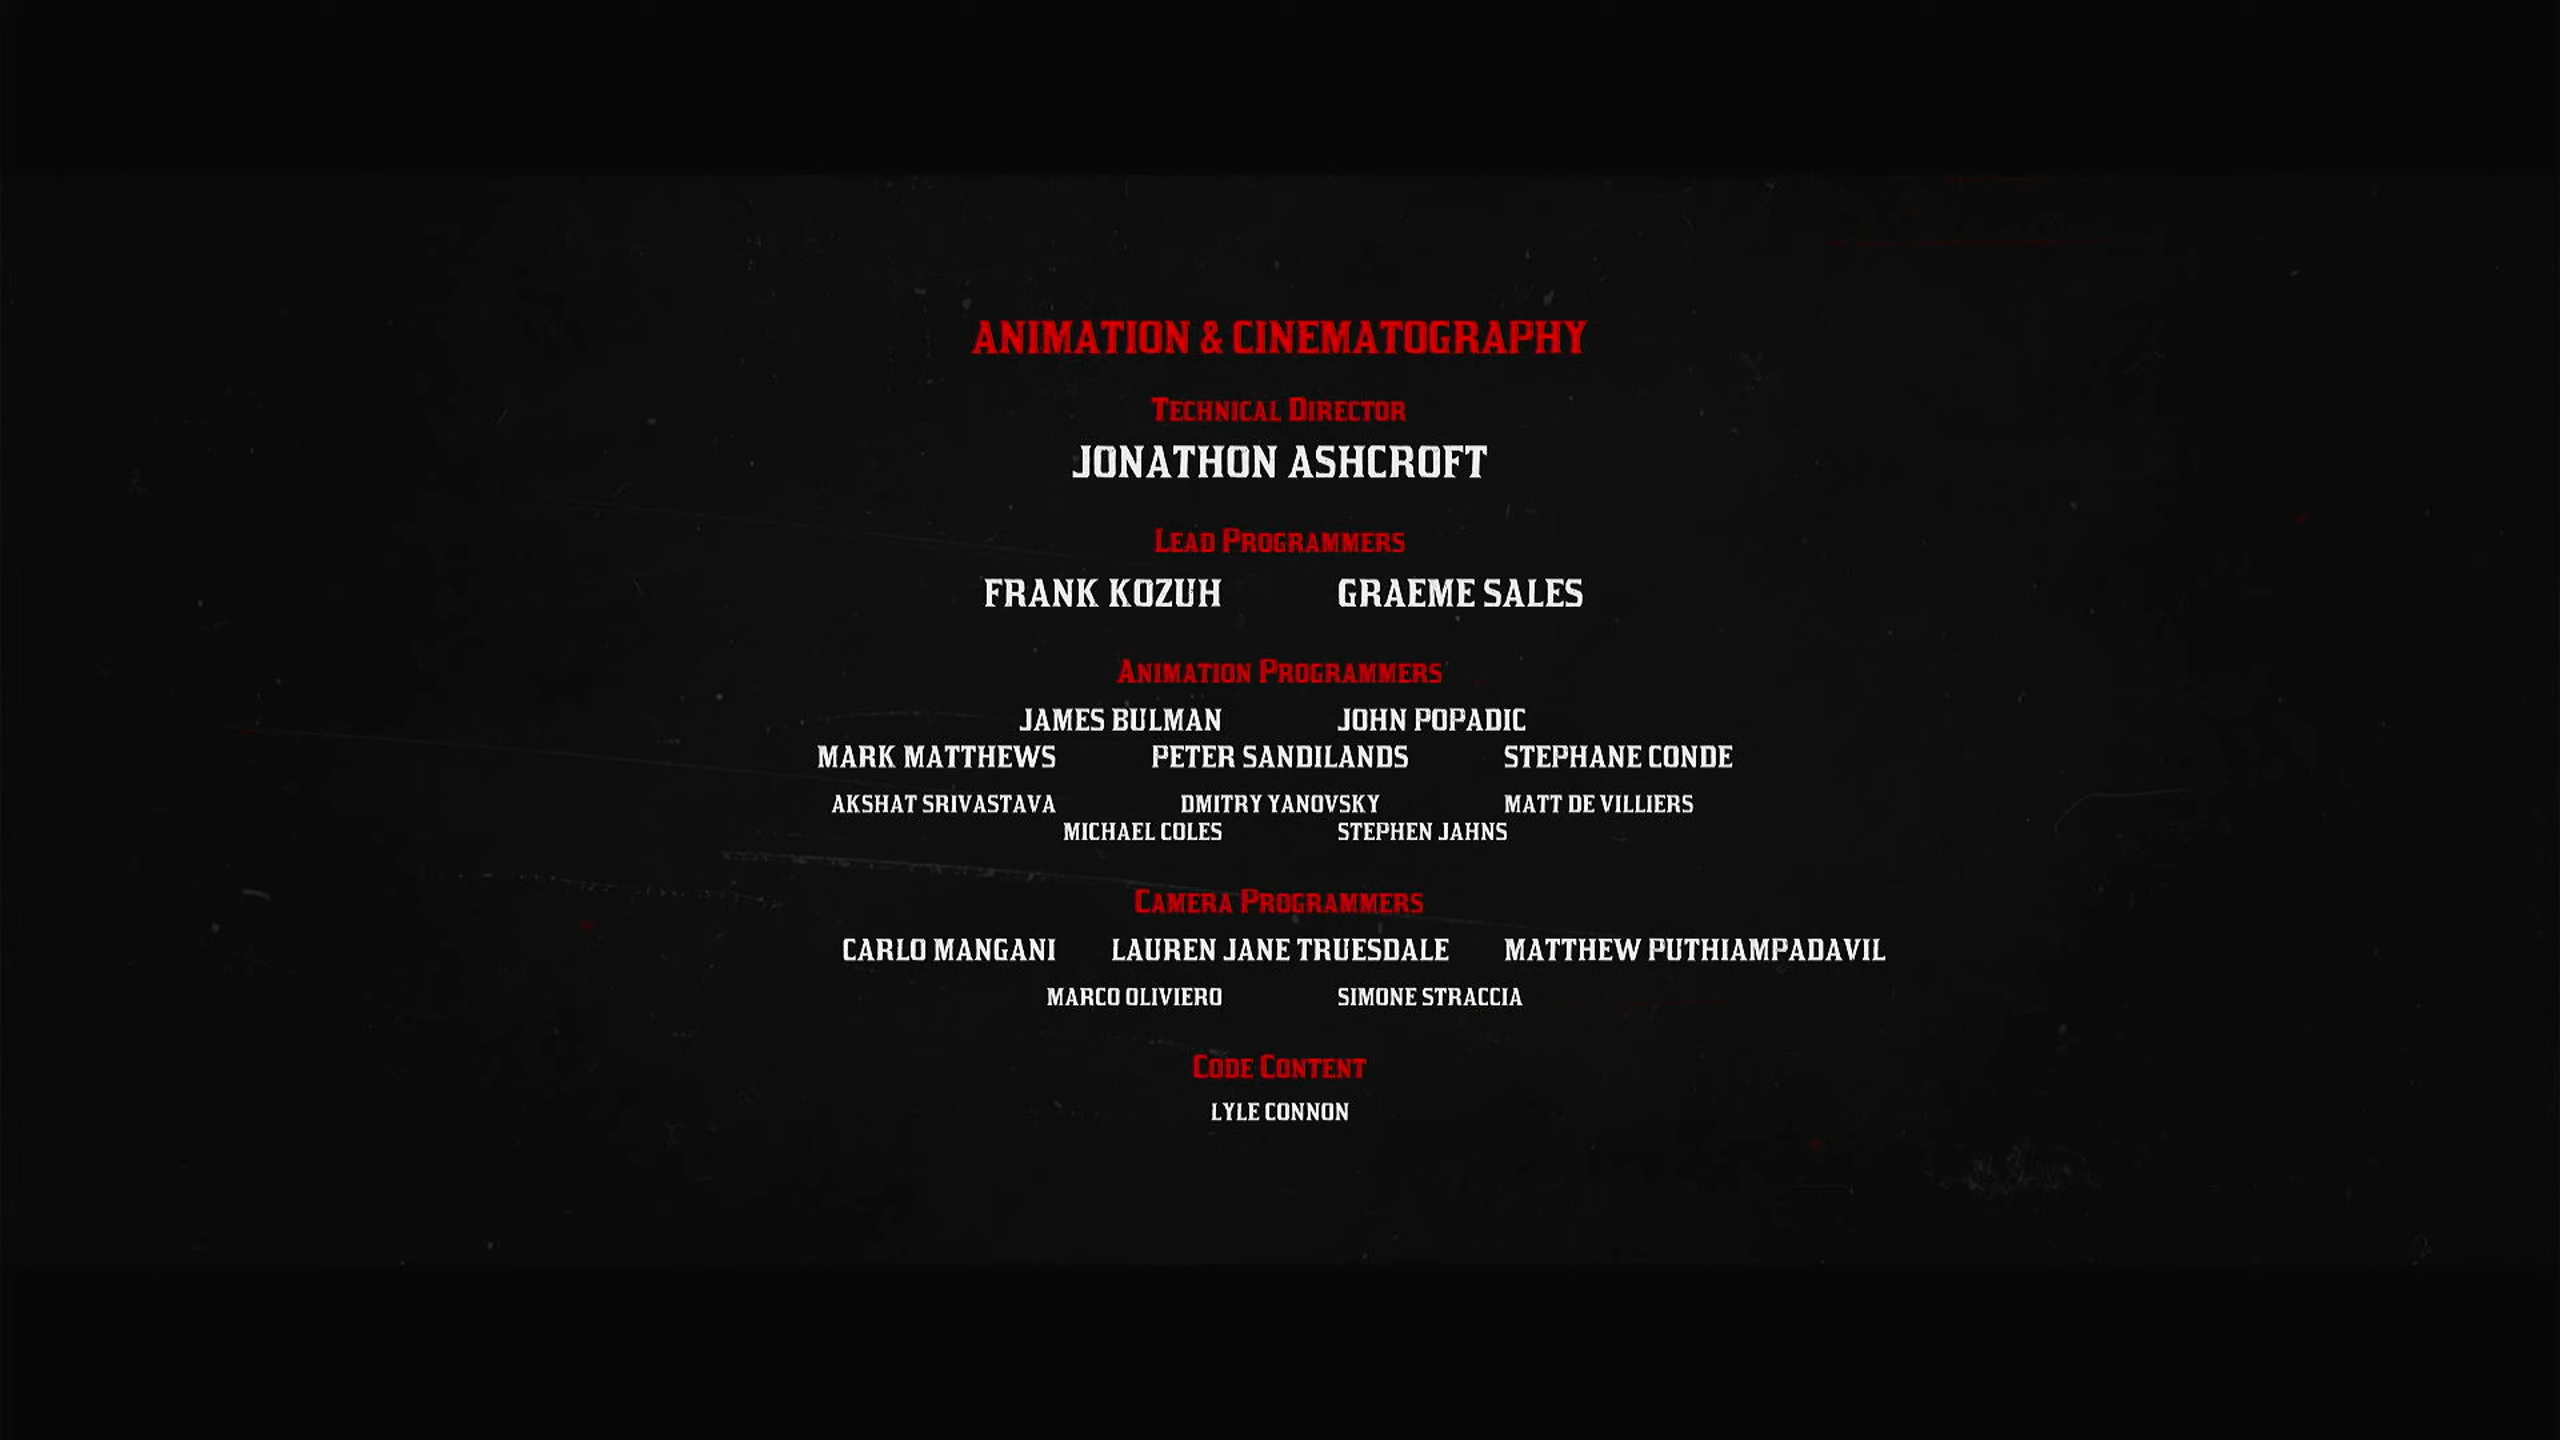 ANIMATION & CINEMATOGRAPHY
TECHNICAL DIRECTOR
JONATHON ASHCROFT
LEAD PROGRAMMERS
FRANK KOZUH GRAEME SALES
ANIMATION PROGRAMMERS
JAMES BULMAN JOHN POPADIC
MARK MATTHEWS PETER SANDILANDS STEPHANE CONDE
AKSHAT SRIVASTAVA DMITRY YANOVSKY MATT DE VILLIERS
MICHAEL COLES STEPHEN JAHNS
CAMERA PROGRAMMERS
CARLO MANGANI LAUREN JANE TRUESDALE MATTHEW PUTHIAMPADAVIL
MARCO OLIVIERO SIMONE STRACCIA
CODE CONTENT
LYLE CONNON